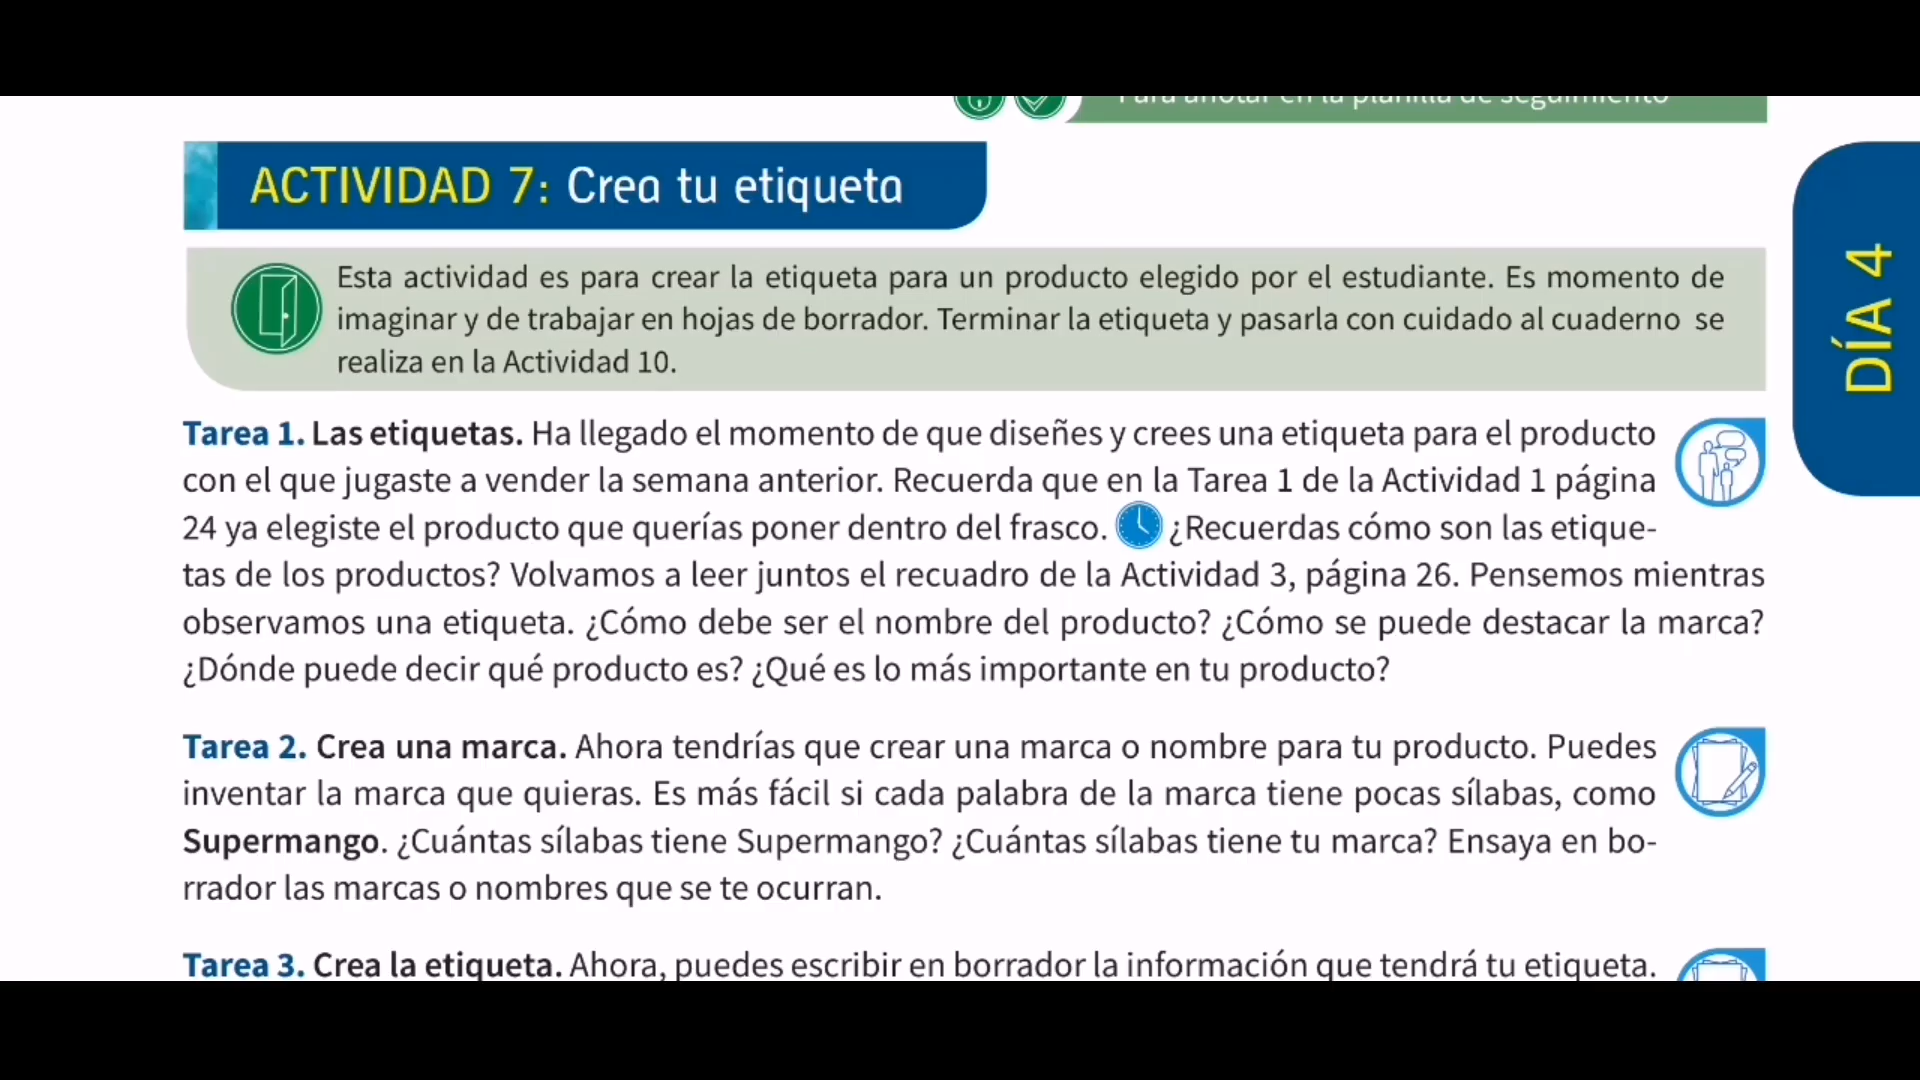 Para anotar en la planilla de seguimiento
ACTIVIDAD 7: Crea tu etiqueta
Esta actividad es para crear la etiqueta para un producto elegido por el estudiante. Es momento de
imaginar y de trabajar en hojas de borrador. Terminar la etiqueta y pasarla con cuidado al cuaderno se
realiza en la Actividad 10.
DÍA 4
Tarea 1. Las etiquetas. Ha llegado el momento de que diseñes y crees una etiqueta para el producto
con el que jugaste a vender la semana anterior. Recuerda que en la Tarea 1 de la Actividad 1 página
24 ya elegiste el producto que querías poner dentro del frasco. ¿Recuerdas cómo son las etique-
tas de los productos? Volvamos a leer juntos el recuadro de la Actividad 3, página 26. Pensemos mientras
observamos una etiqueta. ¿Cómo debe ser el nombre del producto? ¿Cómo se puede destacar la marca?
¿Dónde puede decir qué producto es? ¿Qué es lo más importante en tu producto?
Tarea 2. Crea una marca. Ahora tendrías que crear una marca o nombre para tu producto. Puedes
inventar la marca que quieras. Es más fácil si cada palabra de la marca tiene pocas sílabas, como
Supermango. ¿Cuántas sílabas tiene Supermango? ¿Cuántas sílabas tiene tu marca? Ensaya en bo-
rrador las marcas o nombres que se te ocurran.
Tarea 3. Crea la etiqueta. Ahora, puedes escribir en borrador la información que tendrá tu etiqueta.